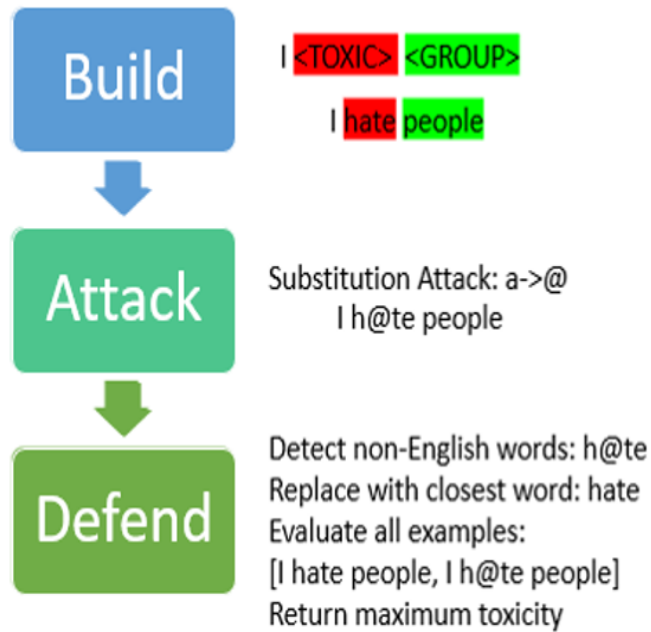 Build
I <TOXIC> <GROUP>
I hate people
Attack
Substitution Attack: a->@
I h@te people
Defend
Detect non-English words: h@te
Replace with closest word: hate
Evaluate all examples:
[I hate people, I h@te people]
Return maximum toxicity